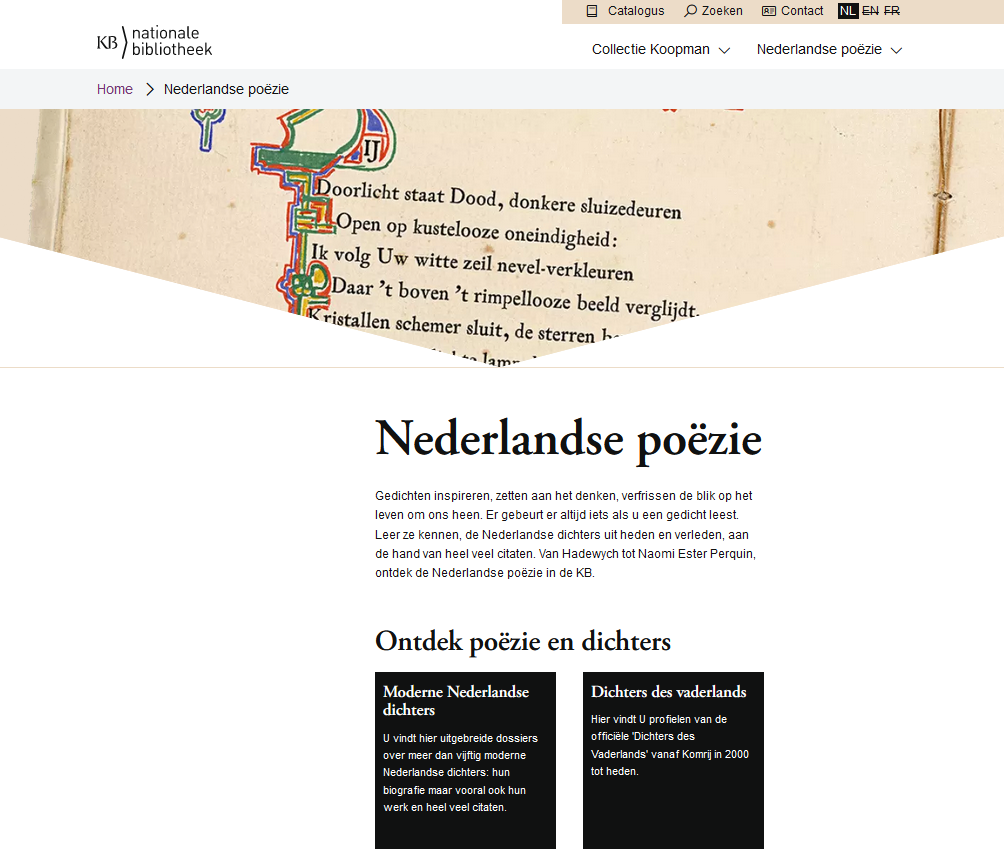 Catalogus Zoeken Contact NL EN FR
KB nationale
bibliotheek
Collectie Koopman Nederlandse poëzie
Home Nederlandse poëzie
IJ
Doorlicht staat Dood, donkere sluizedeuren
Open op kustelooze oneindigheid:
Ik volg Uw witte zeil nevel-verkleuren
Daar 't boven 't rimpellooze beeld verglijdt.
Kristallen schemer sluit, de sterren
Nederlandse poëzie
Gedichten inspireren, zetten aan het denken, verfrissen de blik op het
leven om ons heen. Er gebeurt er altijd iets als u een gedicht leest.
Leer ze kennen, de Nederlandse dichters uit heden en verleden, aan
de hand van heel veel citaten. Van Hadewych tot Naomi Ester Perquin,
ontdek de Nederlandse poëzie in de KB.
Ontdek poëzie en dichters
Moderne Nederlandse
dichters
U vindt hier uitgebreide dossiers
over meer dan vijftig moderne
Nederlandse dichters: hun
biografie maar vooral ook hun
werk en heel veel citaten.
Dichters des vaderlands
Hier vindt U profielen van de
officiële 'Dichters des
Vaderlands' vanaf Komrij in 2000
tot heden.